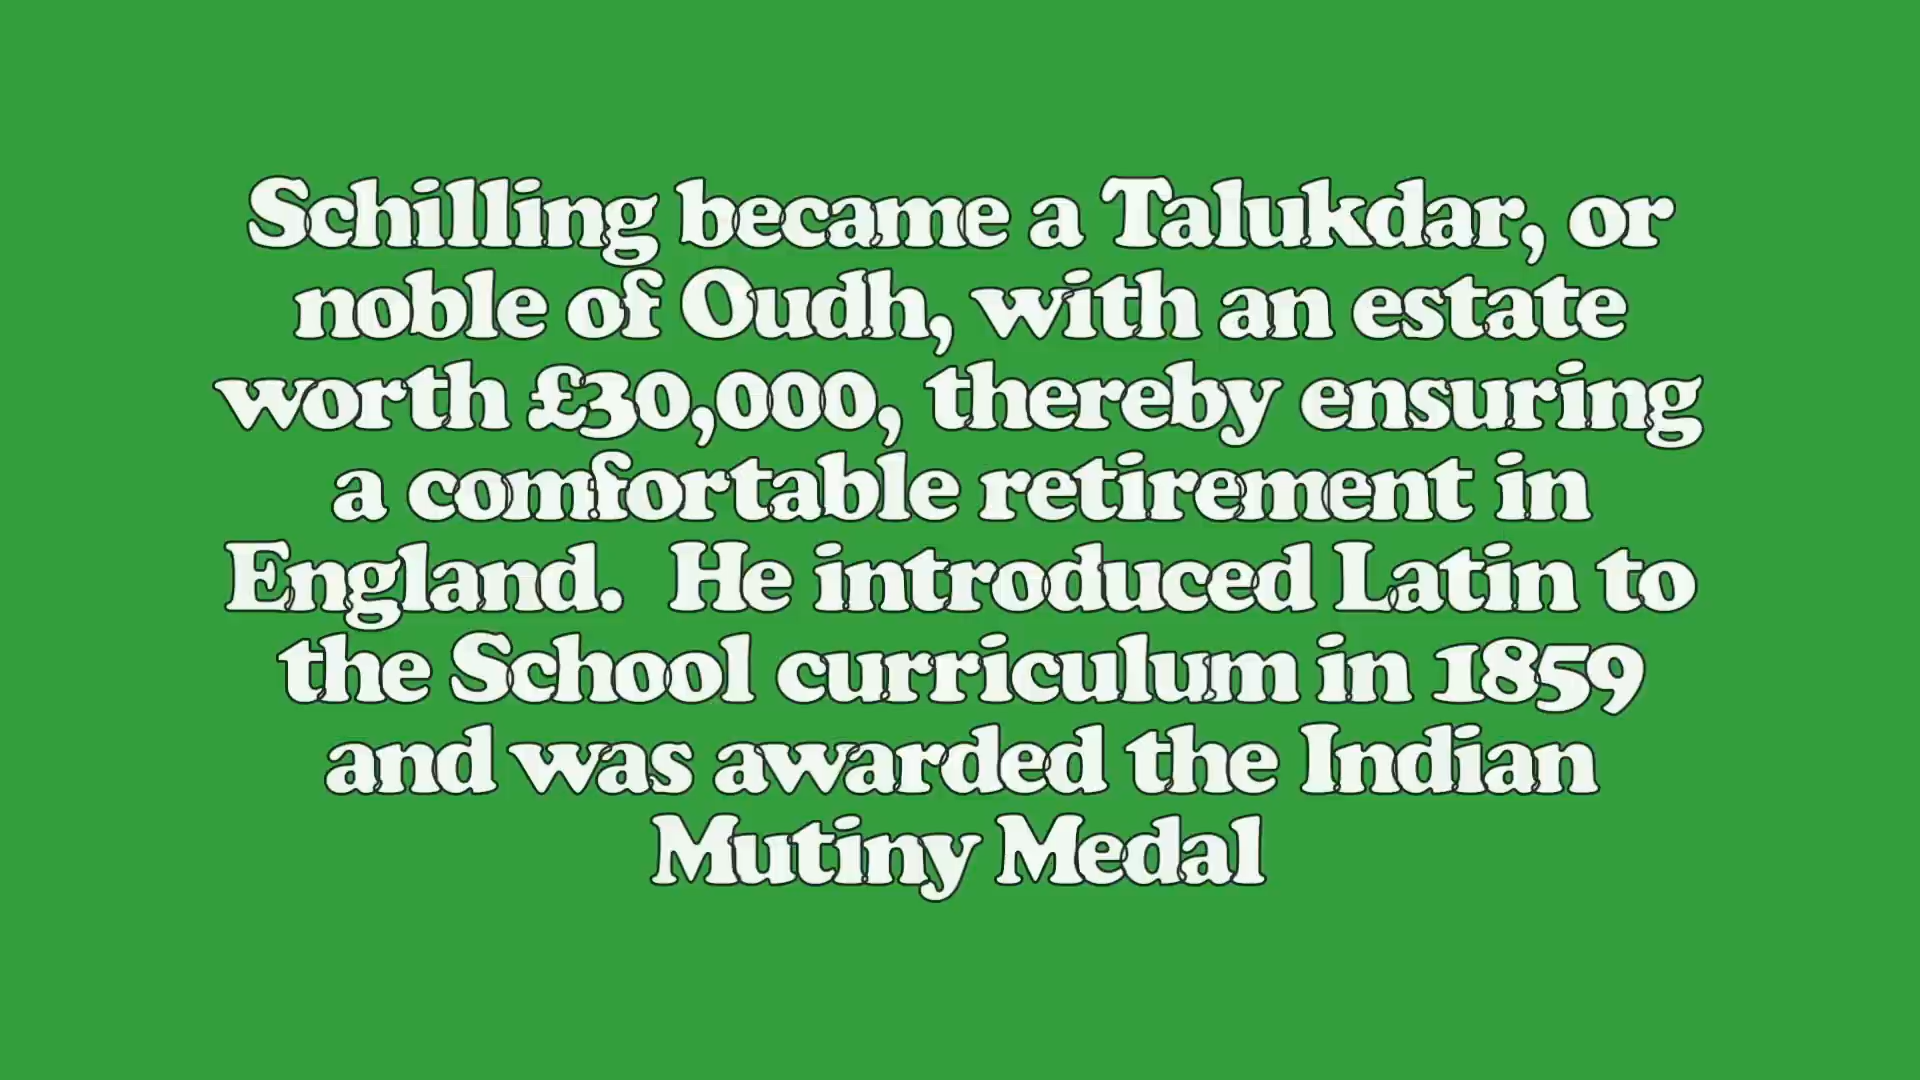 Schilling became a Talukdar, or
noble of Oudh, with an estate
worth £30,000, thereby ensuring
a comfortable retirement in
England.  He introduced Latin to
the School curriculum in 1859
and was awarded the Indian
Mutiny Medal